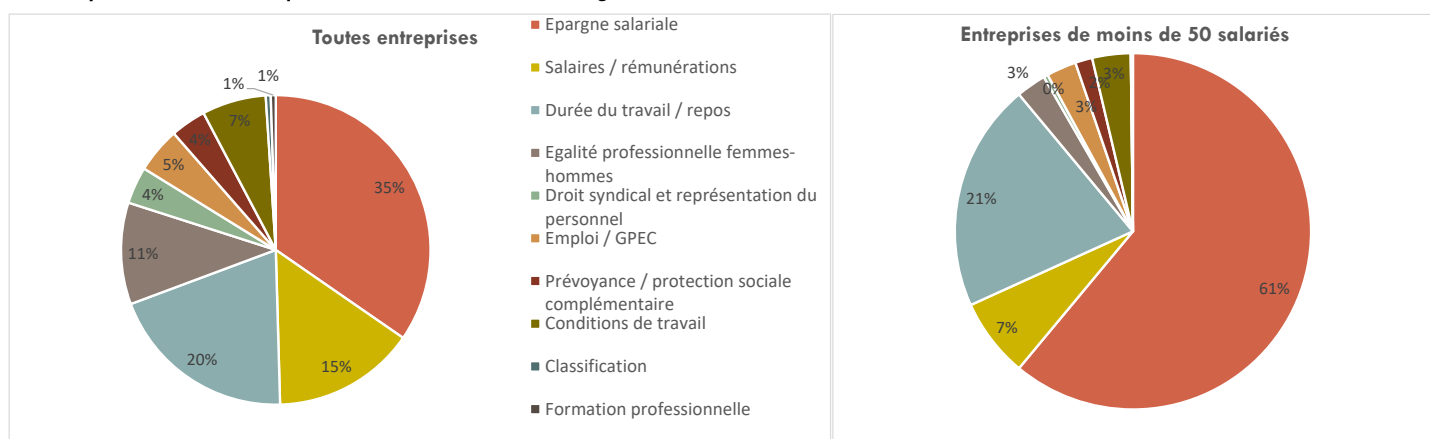 Toutes entreprises
1%
1%
7%
4%
5%
4%
11%
20%
15%
35%
Epargne salariale
Salaires / rémunérations
Durée du travail / repos
Egalité professionnelle femmes-
hommes
Droit syndical et représentation du
personnel
Emploi / GPEC
Prévoyance / protection sociale
complémentaire
Conditions de travail
Classification
Formation professionnelle
Entreprises de moins de 50 salariés
3%
0%
3%
2%
3%
21%
7%
61%